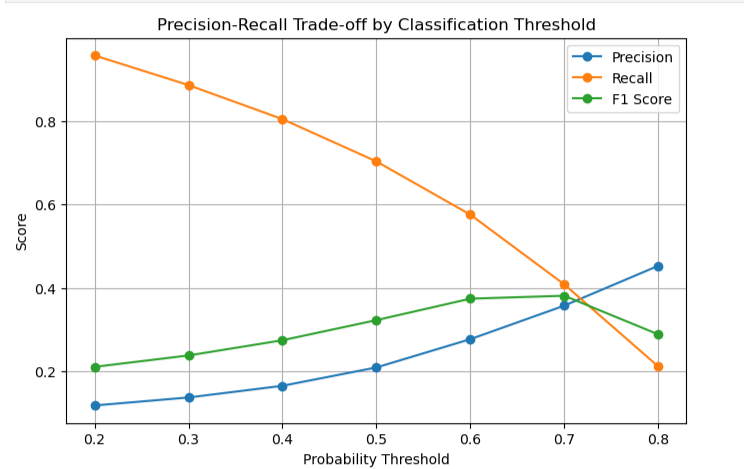 Precision-Recall Trade-off by Classification Threshold
Precision
Recall
F1 Score
Score
0.8
0.6
0.4
0.2
0.2 0.3 0.4 0.5 0.6 0.7 0.8
Probability Threshold